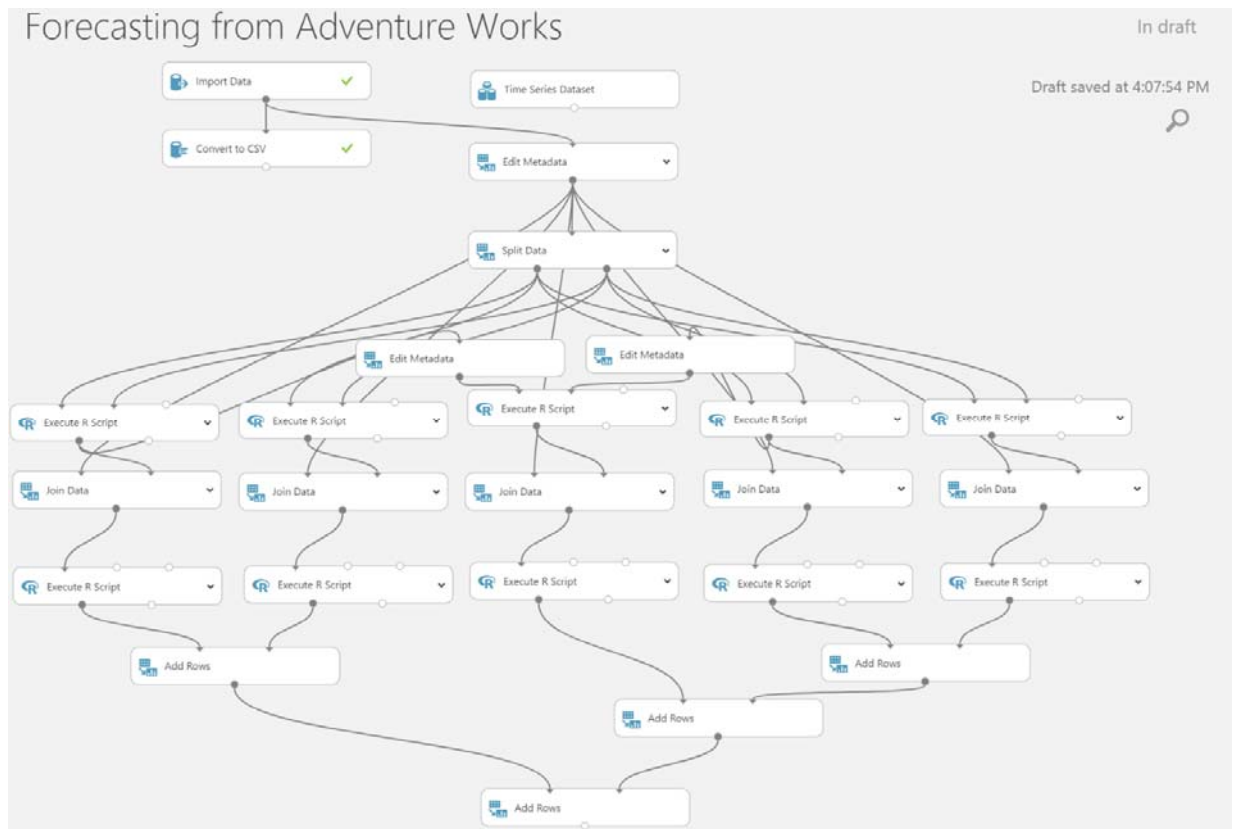 Forecasting from Adventure Works
In draft
Draft saved at 4:07:54 PM
Import Data
Time Series Dataset
Convert to CSV
Edit Metadata
Split Data
Edit Metadata
Edit Metadata
Execute R Script
Execute R Script
Execute R Script
Execute R Script
Execute R Script
Join Data
Join Data
Join Data
Join Data
Join Data
Execute R Script
Execute R Script
Execute R Script
Execute R Script
Execute R Script
Add Rows
Add Rows
Add Rows
Add Rows